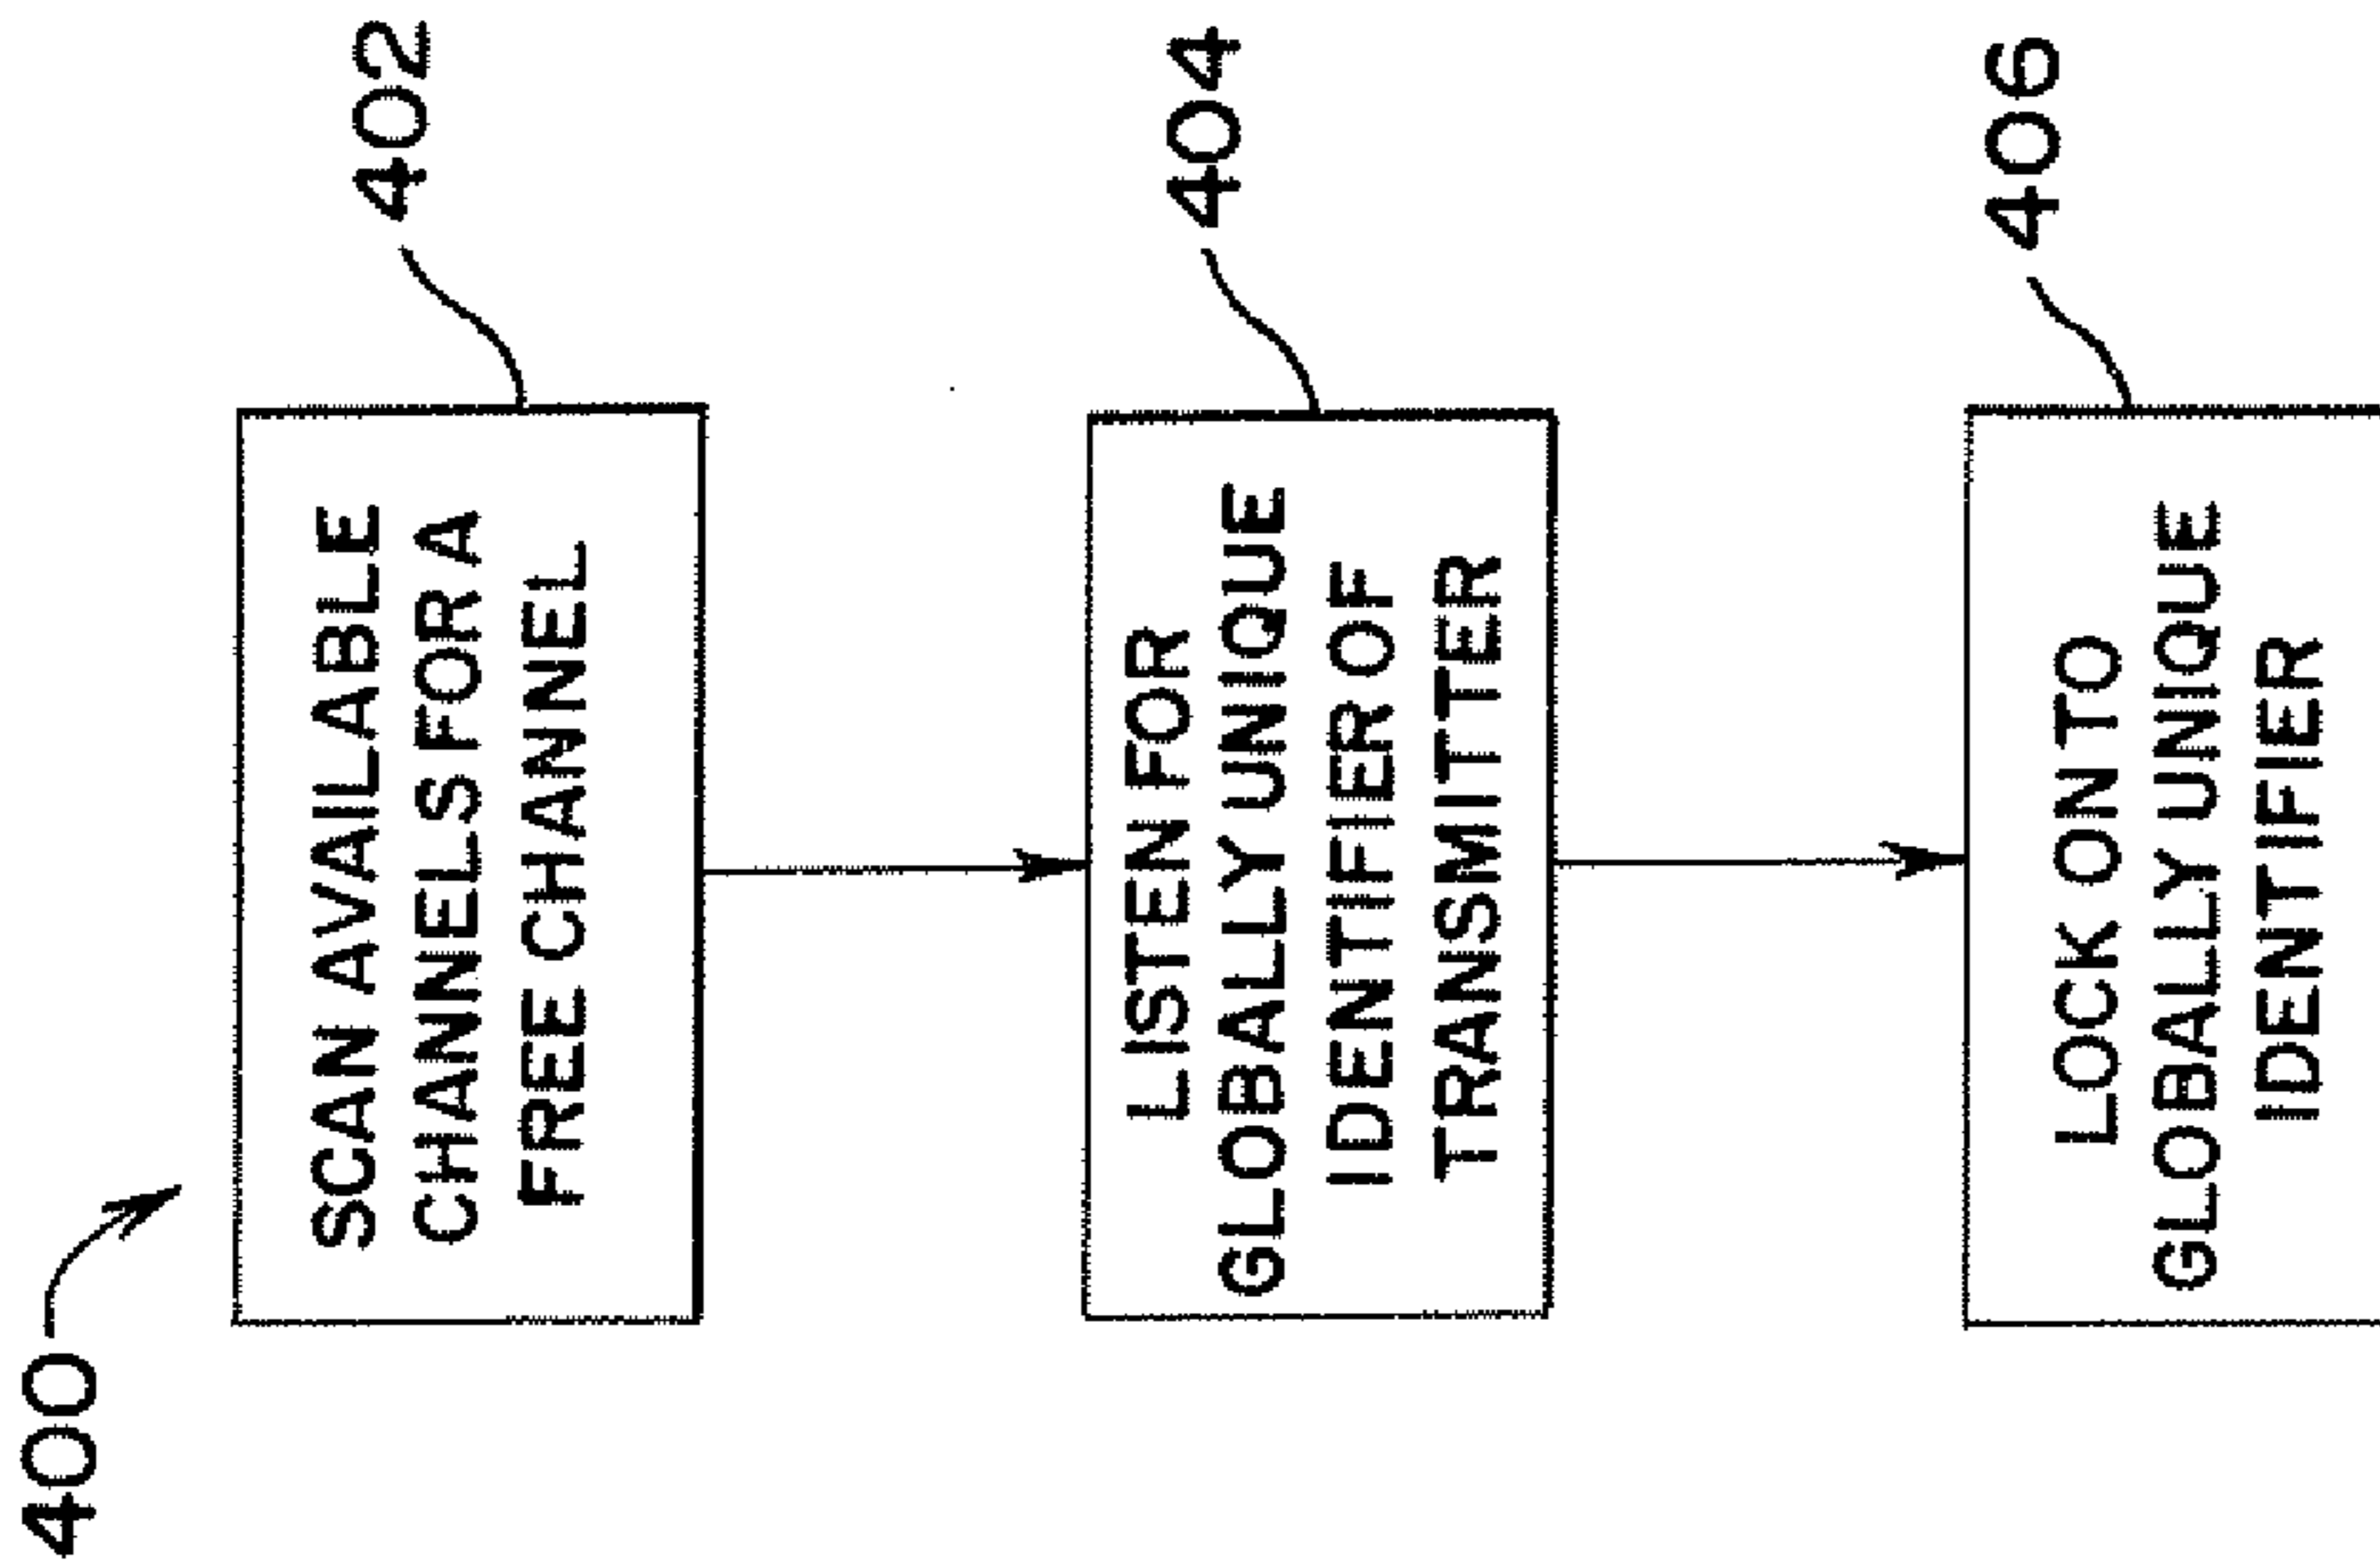 400
402
SCAN AVAILABLE
CHANNELS FOR A
FREE CHANNEL
404
LISTEN FOR
GLOBALLY UNIQUE
IDENTIFIER OF
TRANSMITTER
406
LOCK ON TO
GLOBALLY UNIQUE
IDENTIFIER